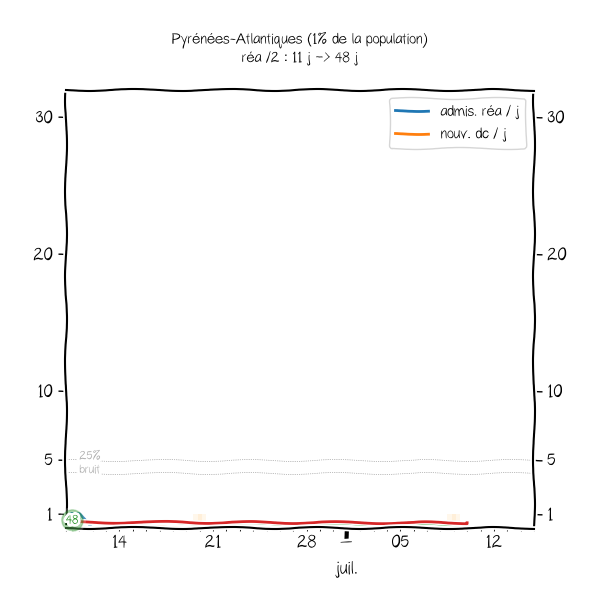 Pyrénées-Atlantiques (1% de la population)
réa /2 : 11 j -> 48 j
admis. réa / j
nouv. dc / j
30
30
20
20
10
10
5
25%
5
bruit
1
48
1
14
21
28
05
12
juil.